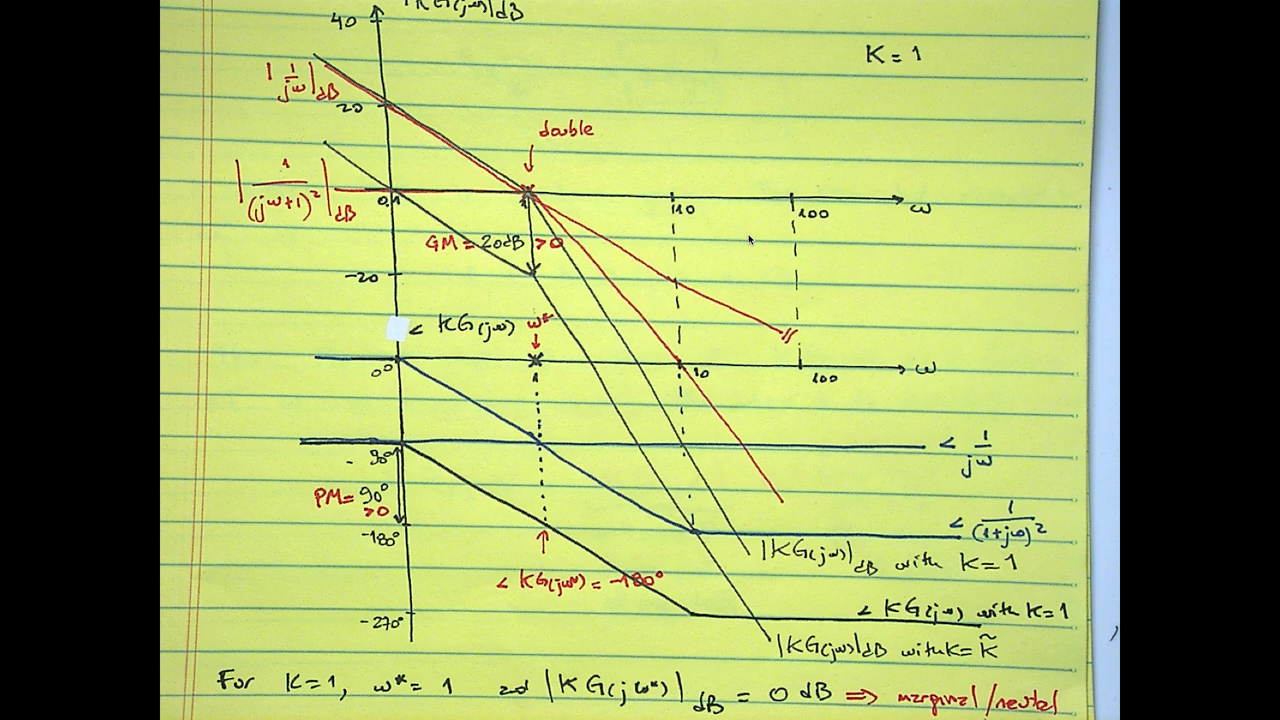 |KG(jω)|dB
40
K = 1
|1/jω|dB
20
double
|1/(jω+1)²|dB
0.1 1 10 100 ω
GM = 20dB > 0
-20
∠ KG(jω) ω*
0° 1 10 100 ω
-90°
∠ 1/jω
PM = 90° > 0
-180°
∠ 1/(1+jω)²
|KG(jω)|dB with K = 1
∠ KG(jω*) = -180°
∠ KG(jω) with K = 1
-270°
|KG(jω)|dB with K = K̃
For K=1, ω* = 1 and |KG(jω*)|dB = 0 dB ⇒ marginal/neutral